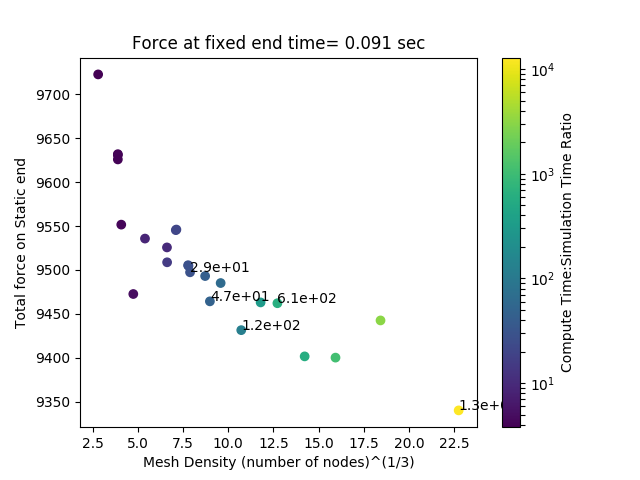 Force at fixed end time= 0.091 sec
Total force on Static end
9700
9650
9600
9550
9500
9450
9400
9350
2.9e+01
4.7e+01
6.1e+02
1.2e+02
2.5
5.0
7.5
10.0
12.5
15.0
17.5
20.0
22.5
Mesh Density (number of nodes)^(1/3)
10^4
10^3
10^2
10^1
Compute Time:Simulation Time Ratio